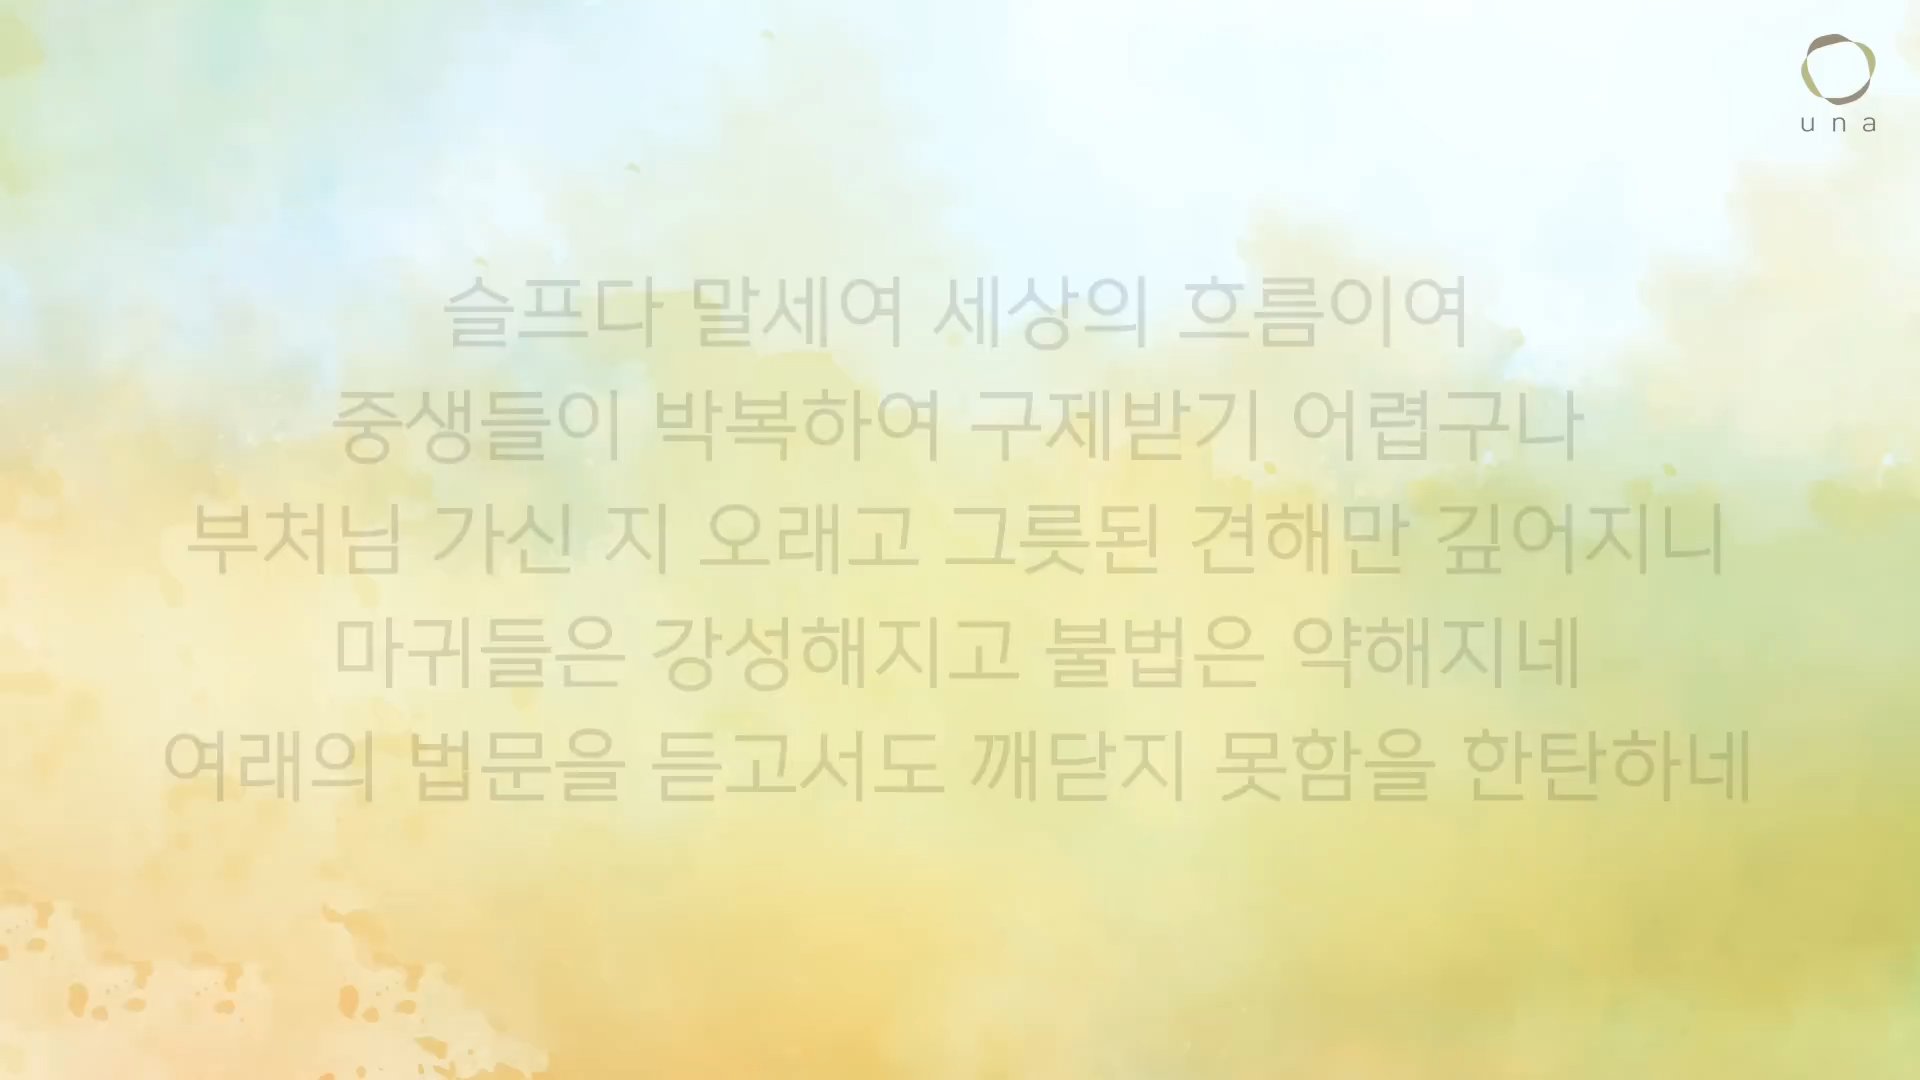 una
슬프다 말세여 세상의 흐름이여
중생들이 박복하여 구제받기 어렵구나
부처님 가신 지 오래고 그릇된 견해만 깊어지니
마귀들은 강성해지고 불법은 약해지네
여래의 법문을 듣고서도 깨닫지 못함을 한탄하네